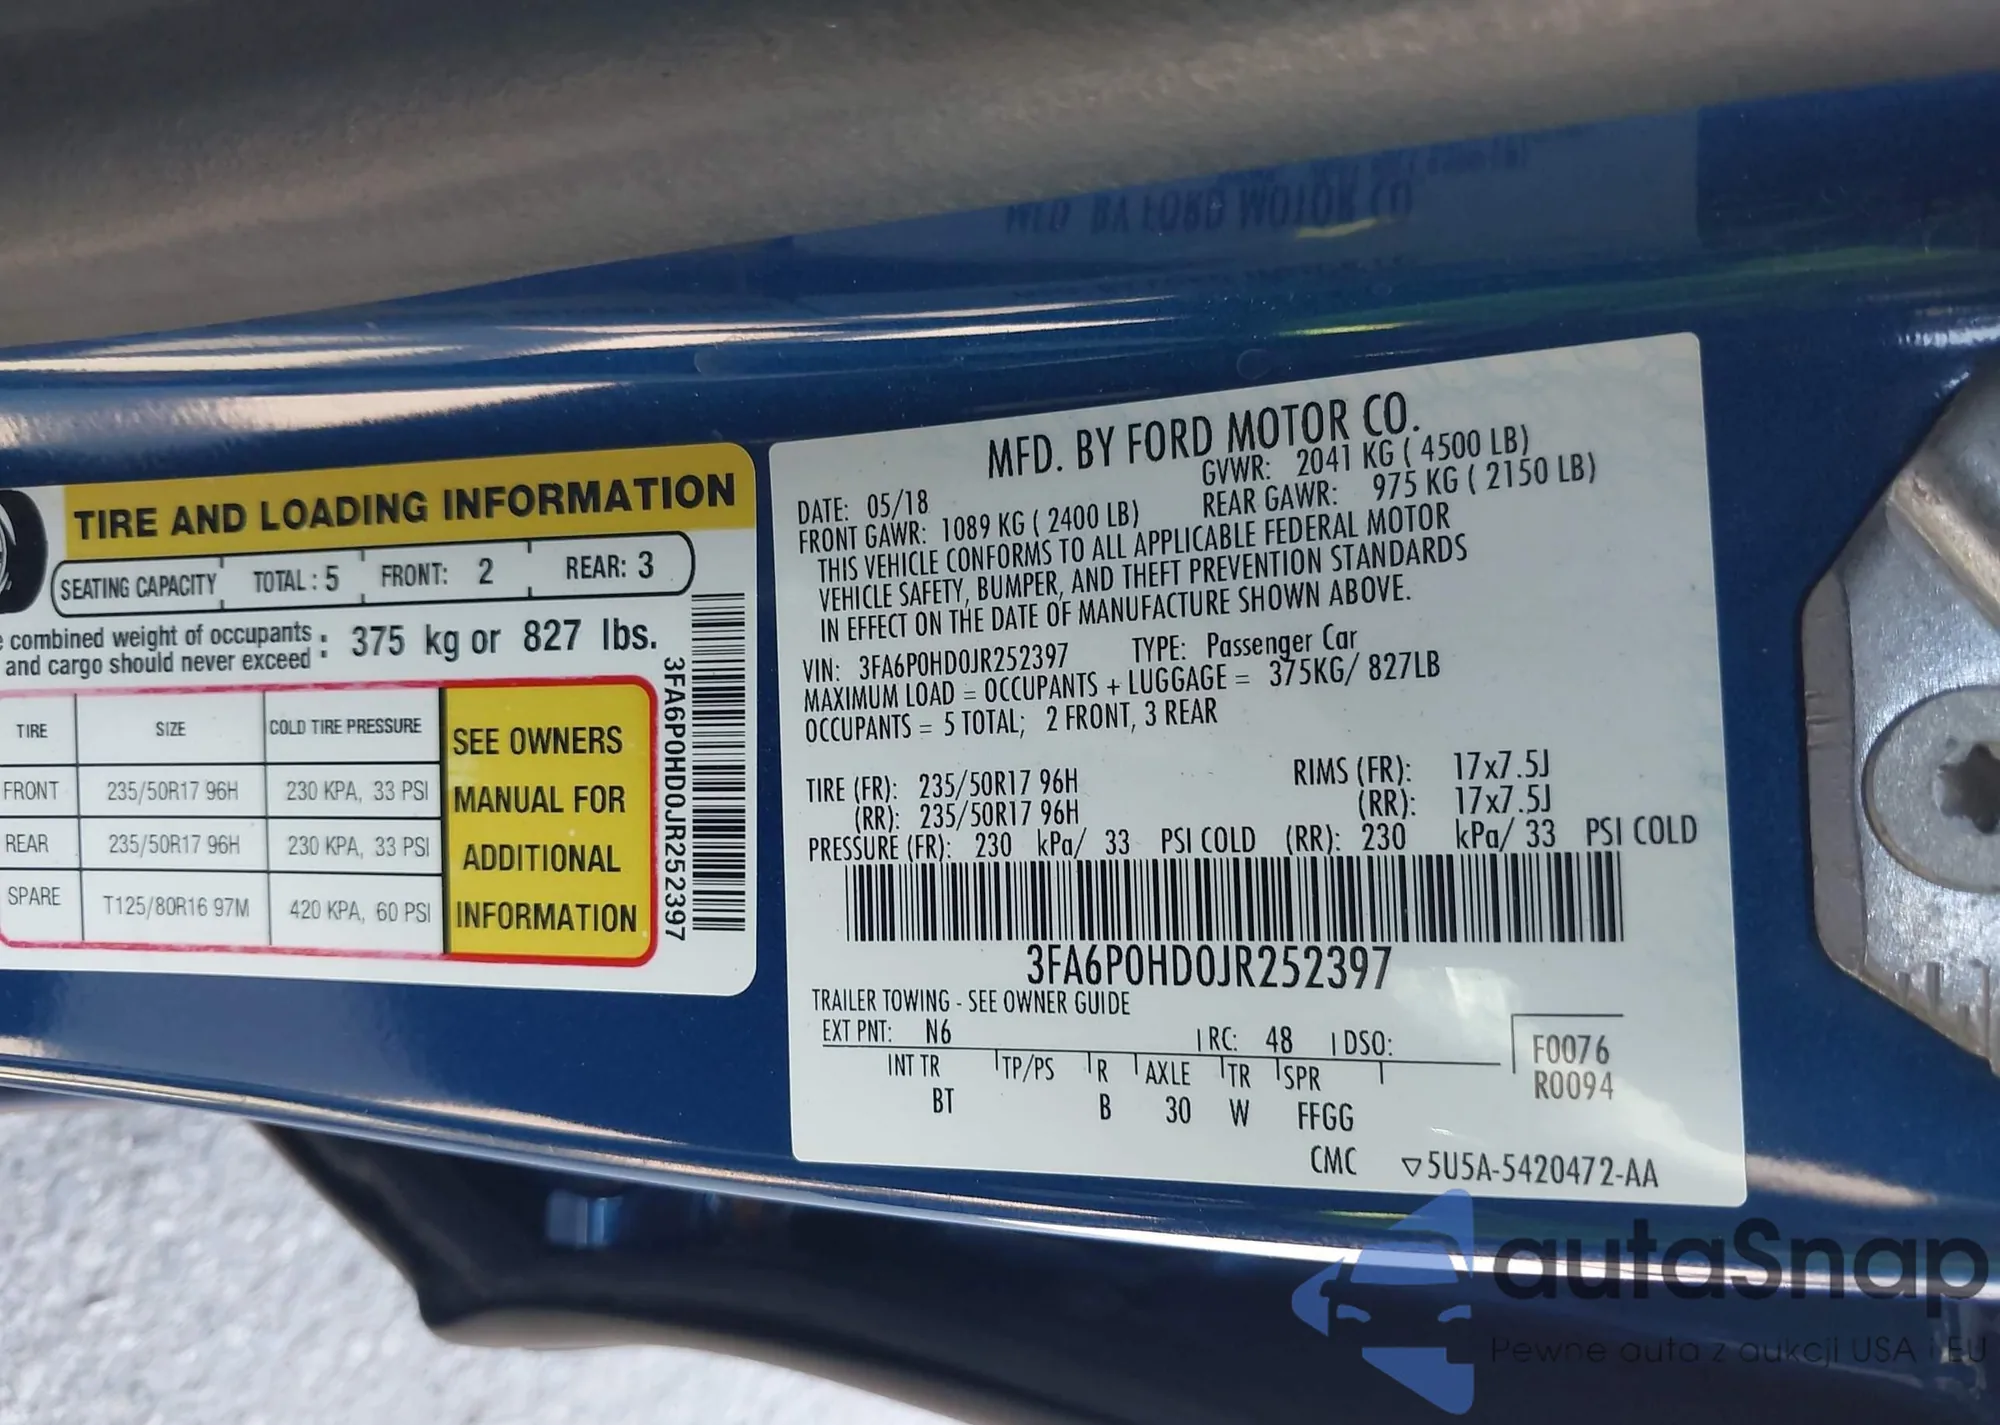 TIRE AND LOADING INFORMATION
SEATING CAPACITY TOTAL : 5 FRONT: 2 REAR: 3
combined weight of occupants : 375 kg or 827 lbs.
and cargo should never exceed
TIRE SIZE COLD TIRE PRESSURE
FRONT 235/50R17 96H 230 KPA, 33 PSI
REAR 235/50R17 96H 230 KPA, 33 PSI
SPARE T125/80R16 97M 420 KPA, 60 PSI
SEE OWNERS
MANUAL FOR
ADDITIONAL
INFORMATION
3FA6P0HD0JR252397
MFD. BY FORD MOTOR CO.
DATE: 05/18 GVWR: 2041 KG ( 4500 LB)
FRONT GAWR: 1089 KG ( 2400 LB) REAR GAWR: 975 KG ( 2150 LB)
THIS VEHICLE CONFORMS TO ALL APPLICABLE FEDERAL MOTOR
VEHICLE SAFETY, BUMPER, AND THEFT PREVENTION STANDARDS
IN EFFECT ON THE DATE OF MANUFACTURE SHOWN ABOVE.
VIN: 3FA6P0HD0JR252397 TYPE: Passenger Car
MAXIMUM LOAD = OCCUPANTS + LUGGAGE = 375KG/ 827LB
OCCUPANTS = 5 TOTAL; 2 FRONT, 3 REAR
TIRE (FR): 235/50R17 96H RIMS (FR): 17x7.5J
(RR): 235/50R17 96H (RR): 17x7.5J
PRESSURE (FR): 230 kPa/ 33 PSI COLD (RR): 230 kPa/ 33 PSI COLD
3FA6P0HD0JR252397
TRAILER TOWING - SEE OWNER GUIDE
EXT PNT: N6 RC: 48 DSO:
F0076
R0094
INT TR TP/PS R AXLE TR SPR
BT B 30 W FFGG
CMC ▽5U5A-5420472-AA
autaSnap
Pewne auta z aukcji USA i EU